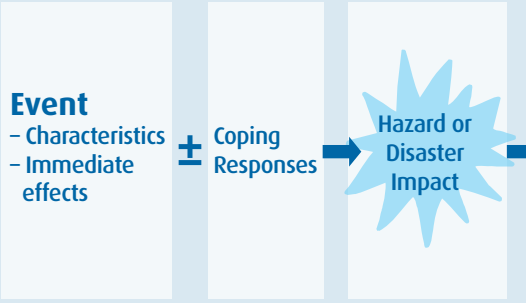 Event
– Characteristics
– Immediate
effects
±
Coping
Responses
Hazard or
Disaster
Impact